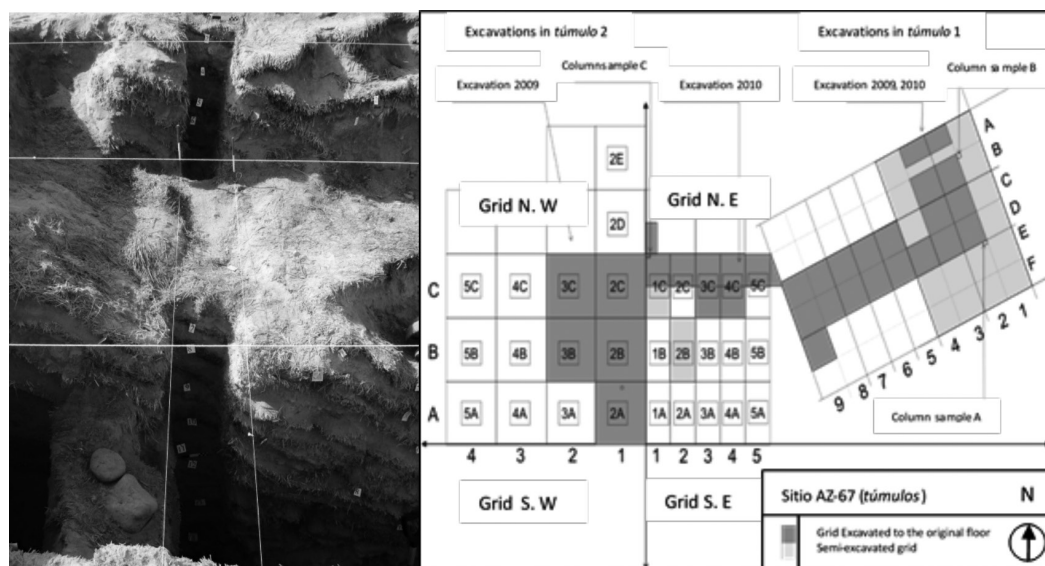 Excavations in túmulo 2
Excavations in túmulo 1
Column sample C
Column sample B
Excavation 2009
Excavation 2010
Excavation 2009, 2010
A
B
C
D
E
F
2E
2D
Grid N. W
Grid N. E
C
5C 4C 3C 2C 1C 2C 3C 4C 5C
B
5B 4B 3B 2B 1B 2B 3B 4B 5B
A
5A 4A 3A 2A 1A 2A 3A 4A 5A
4 3 2 1 1 2 3 4 5
9 8 7 6 5 4 3 2 1
Column sample A
Grid S. W
Grid S. E
Sitio AZ-67 (túmulos) N
Grid Excavated to the original floor
Semi-excavated grid